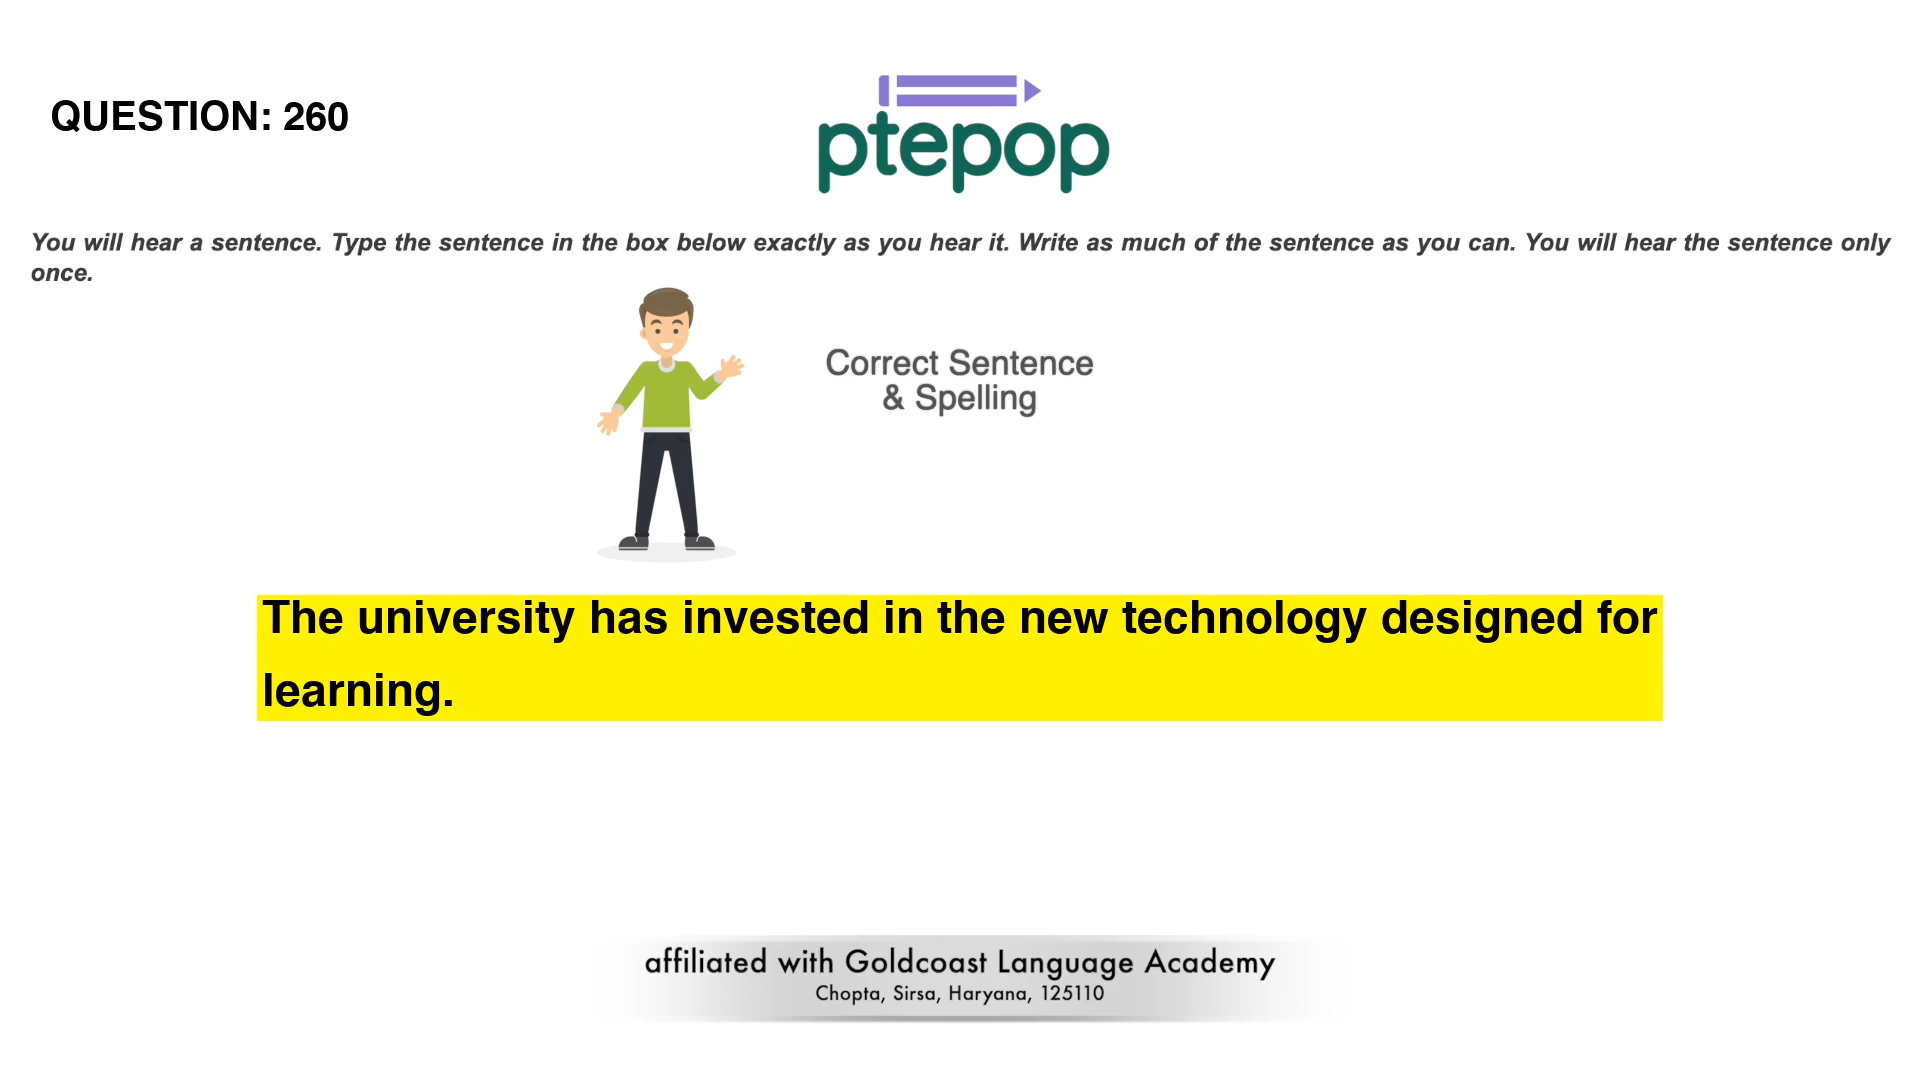 QUESTION: 260
ptepop
You will hear a sentence. Type the sentence in the box below exactly as you hear it. Write as much of the sentence as you can. You will hear the sentence only
once.
Correct Sentence
& Spelling
The university has invested in the new technology designed for
learning.
affiliated with Goldcoast Language Academy
Chopta, Sirsa, Haryana, 125110